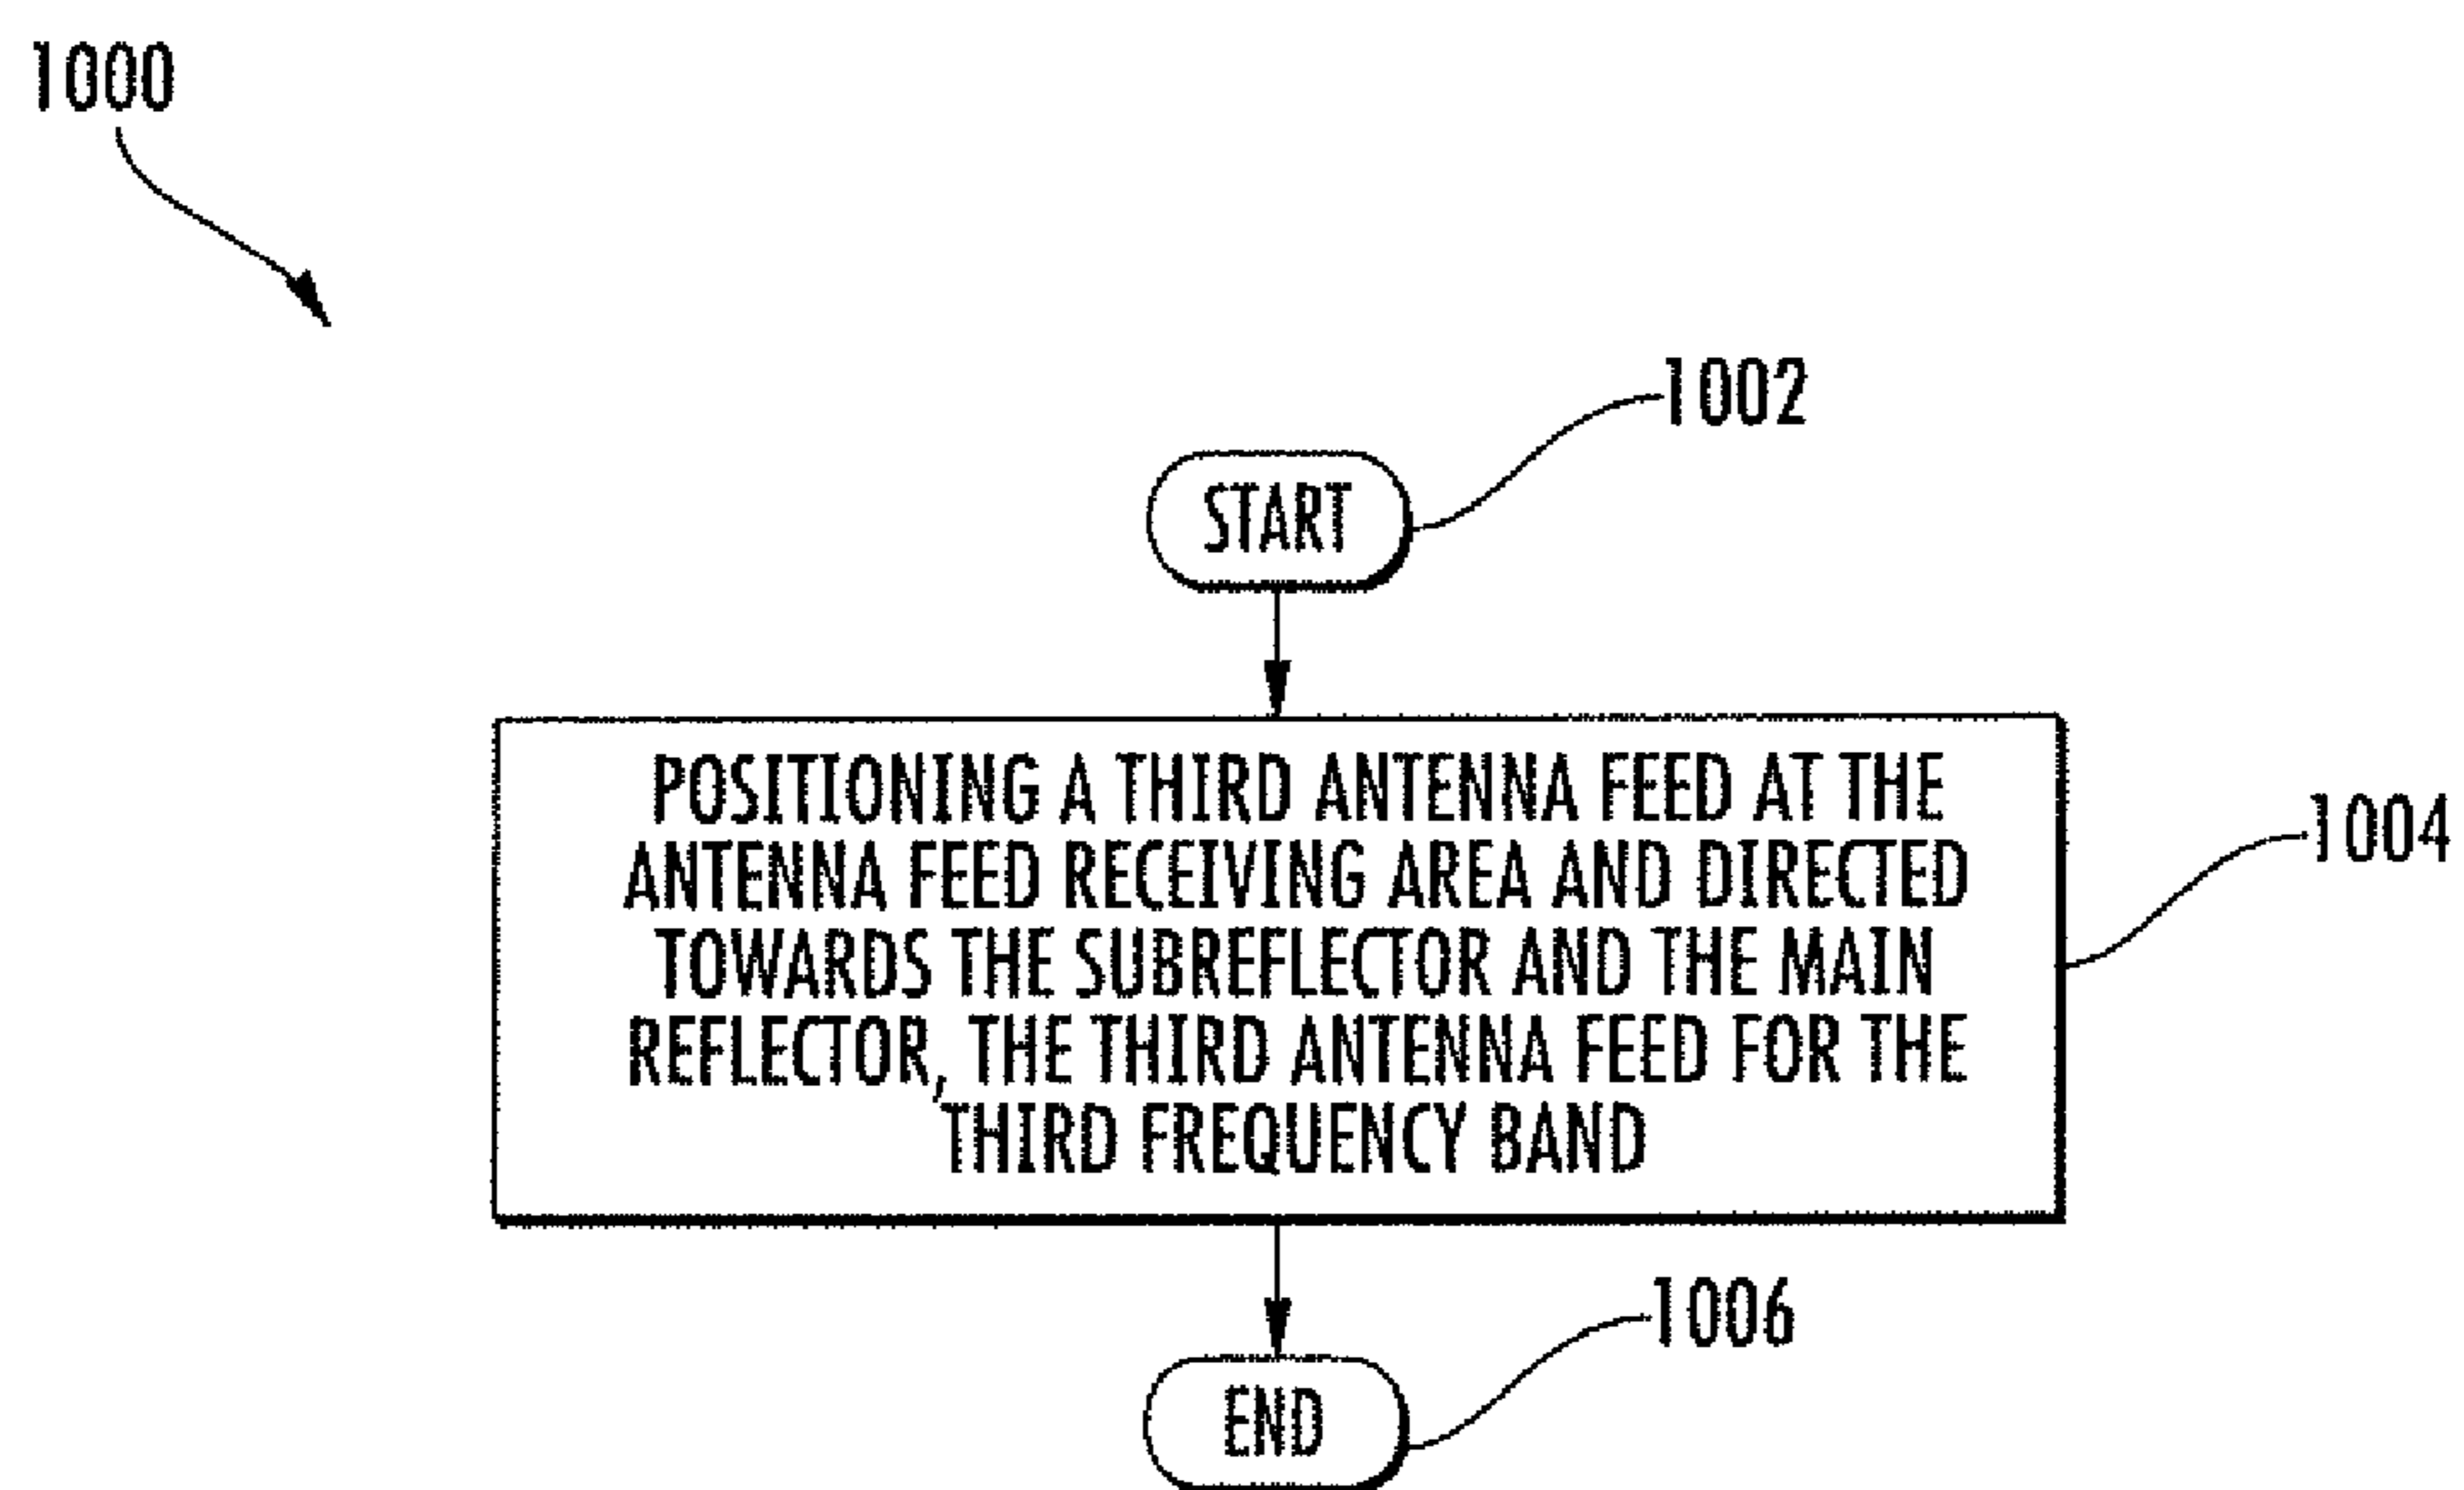 1000
1002
START
POSITIONING A THIRD ANTENNA FEED AT THE
ANTENNA FEED RECEIVING AREA AND DIRECTED
TOWARDS THE SUBREFLECTOR AND THE MAIN
REFLECTOR, THE THIRD ANTENNA FEED FOR THE
THIRD FREQUENCY BAND
1004
1006
END